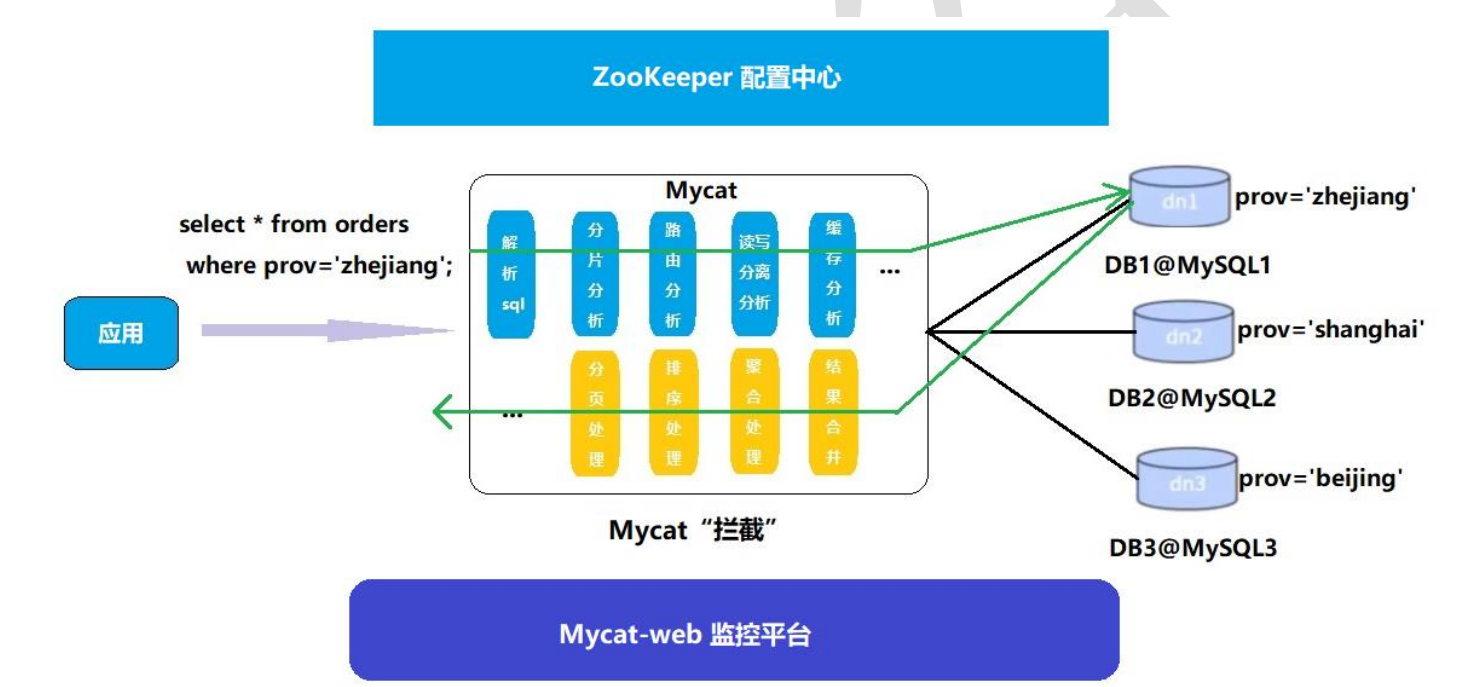 ZooKeeper 配置中心
Mycat
select * from orders
where prov='zhejiang';
应用
解析sql
分片分析
路由分析
读写分离分析
缓存分析
...
...
分页处理
排序处理
聚合处理
结果合并
dn1
prov='zhejiang'
DB1@MySQL1
dn2
prov='shanghai'
DB2@MySQL2
dn3
prov='beijing'
DB3@MySQL3
Mycat“拦截”
Mycat-web 监控平台